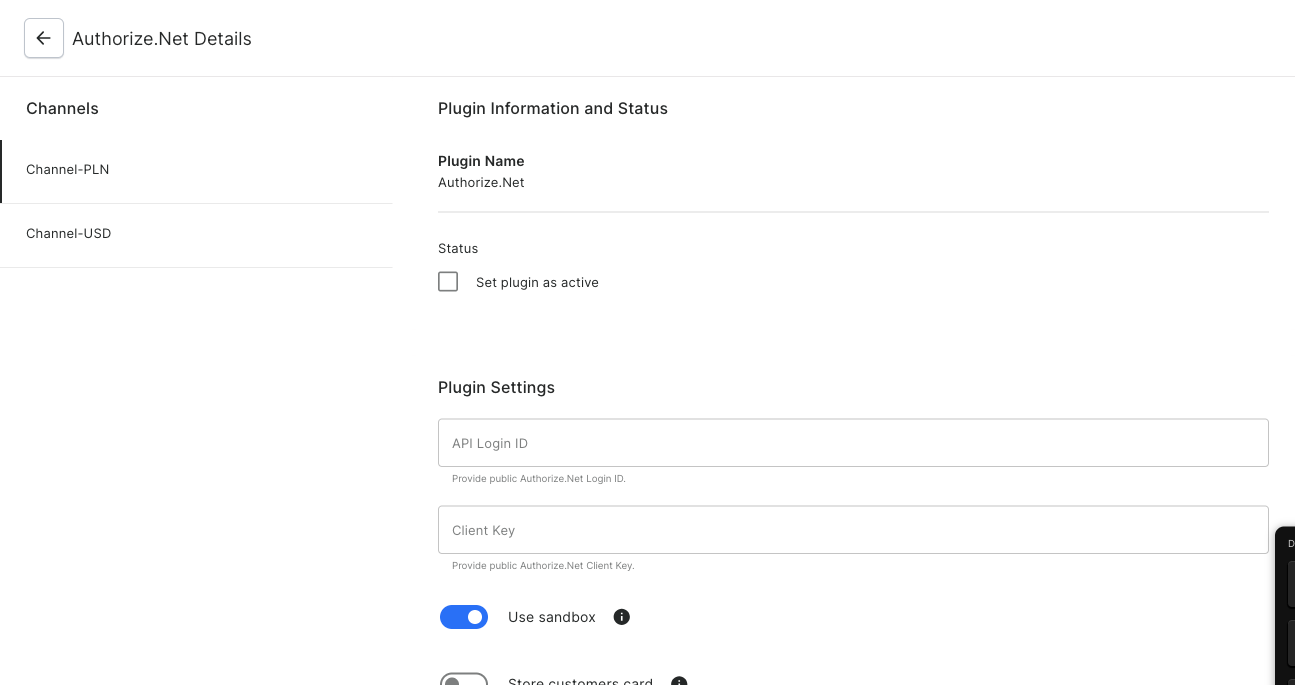 Authorize.Net Details
Channels
Channel-PLN
Channel-USD
Plugin Information and Status
Plugin Name
Authorize.Net
Status
Set plugin as active
Plugin Settings
API Login ID
Provide public Authorize.Net Login ID.
Client Key
Provide public Authorize.Net Client Key.
Use sandbox
Store customers card
D